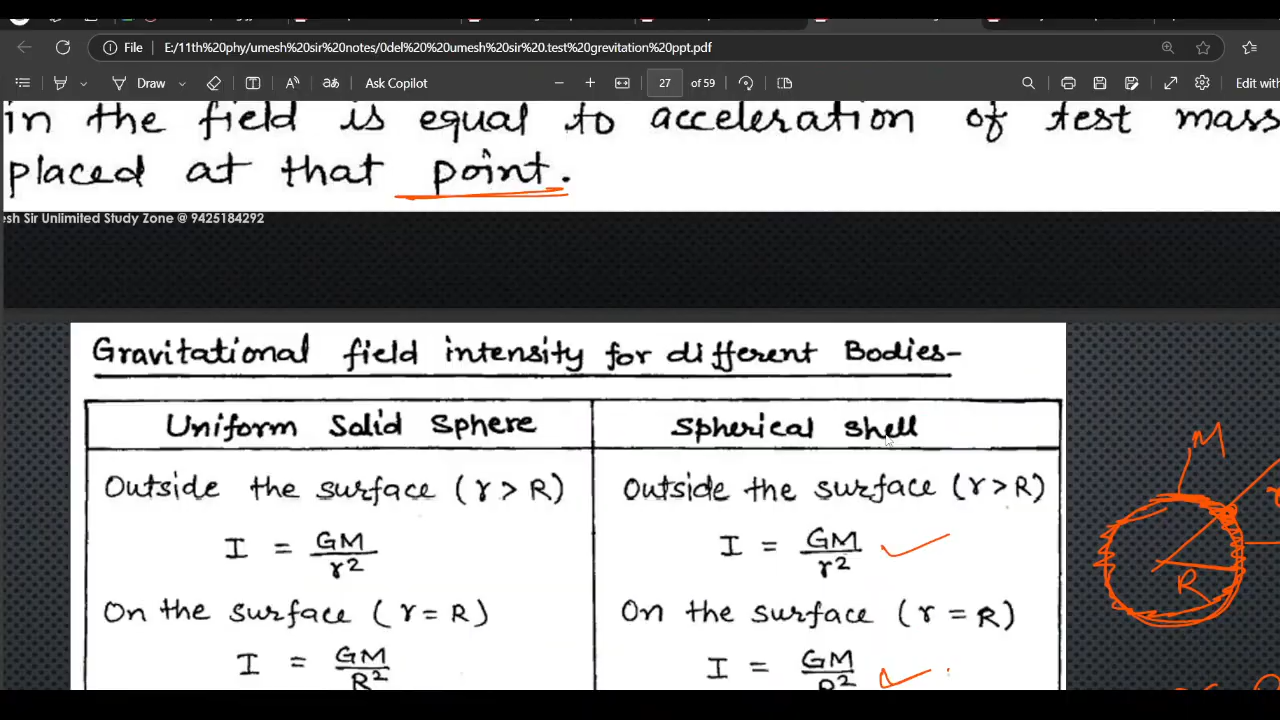 File E:/11th%20phy/umesh%20sir%20notes/0del%20%20umesh%20sir%20.test%20grevitation%20ppt.pdf
Draw aあ Ask Copilot 27 of 59 Edit with
in the field is equal to acceleration of test mass
placed at that point.
esh Sir Unlimited Study Zone @ 9425184292
Gravitational field intensity for different Bodies-
Uniform Solid Sphere
Spherical shell
Outside the surface (r > R)
Outside the surface (r > R)
I = GM/r²
I = GM/r²
On the surface (r = R)
On the surface (r = R)
I = GM/R²
I = GM/R²
M
r
R